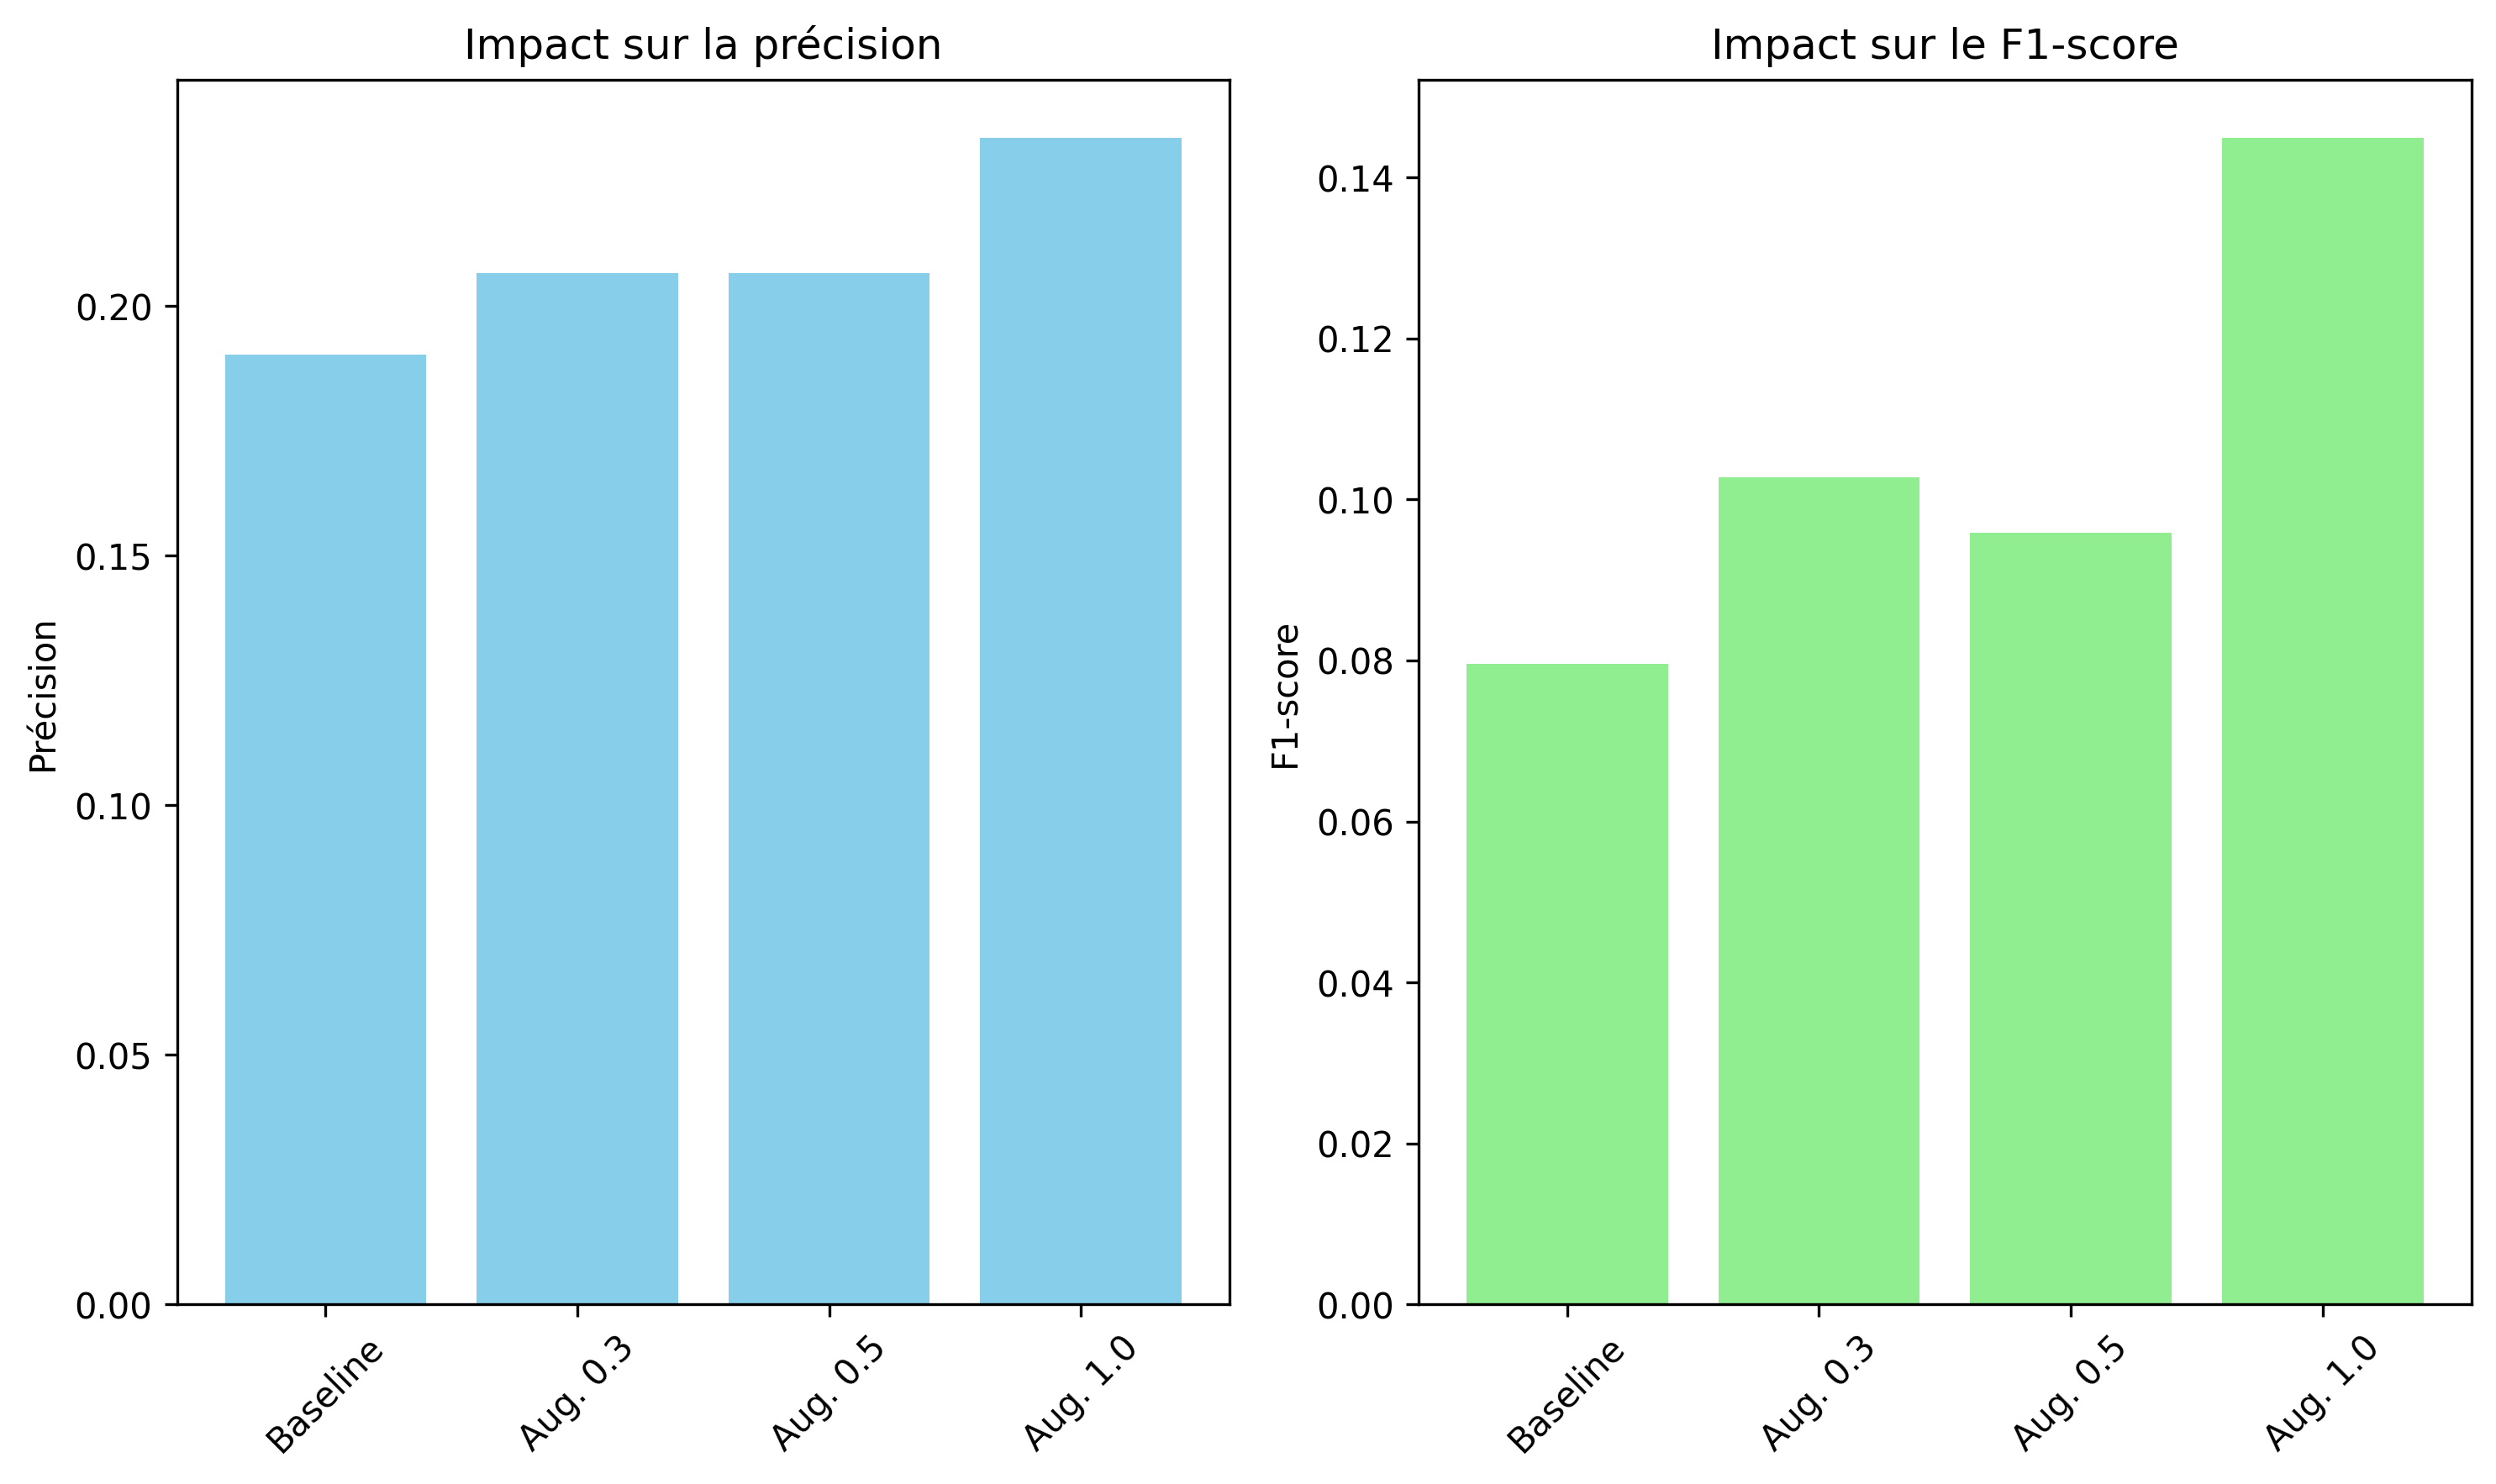 Impact sur la précision
Précision
0.20
0.15
0.10
0.05
0.00
Baseline
Aug. 0.3
Aug. 0.5
Aug. 1.0
Impact sur le F1-score
F1-score
0.14
0.12
0.10
0.08
0.06
0.04
0.02
0.00
Baseline
Aug. 0.3
Aug. 0.5
Aug. 1.0